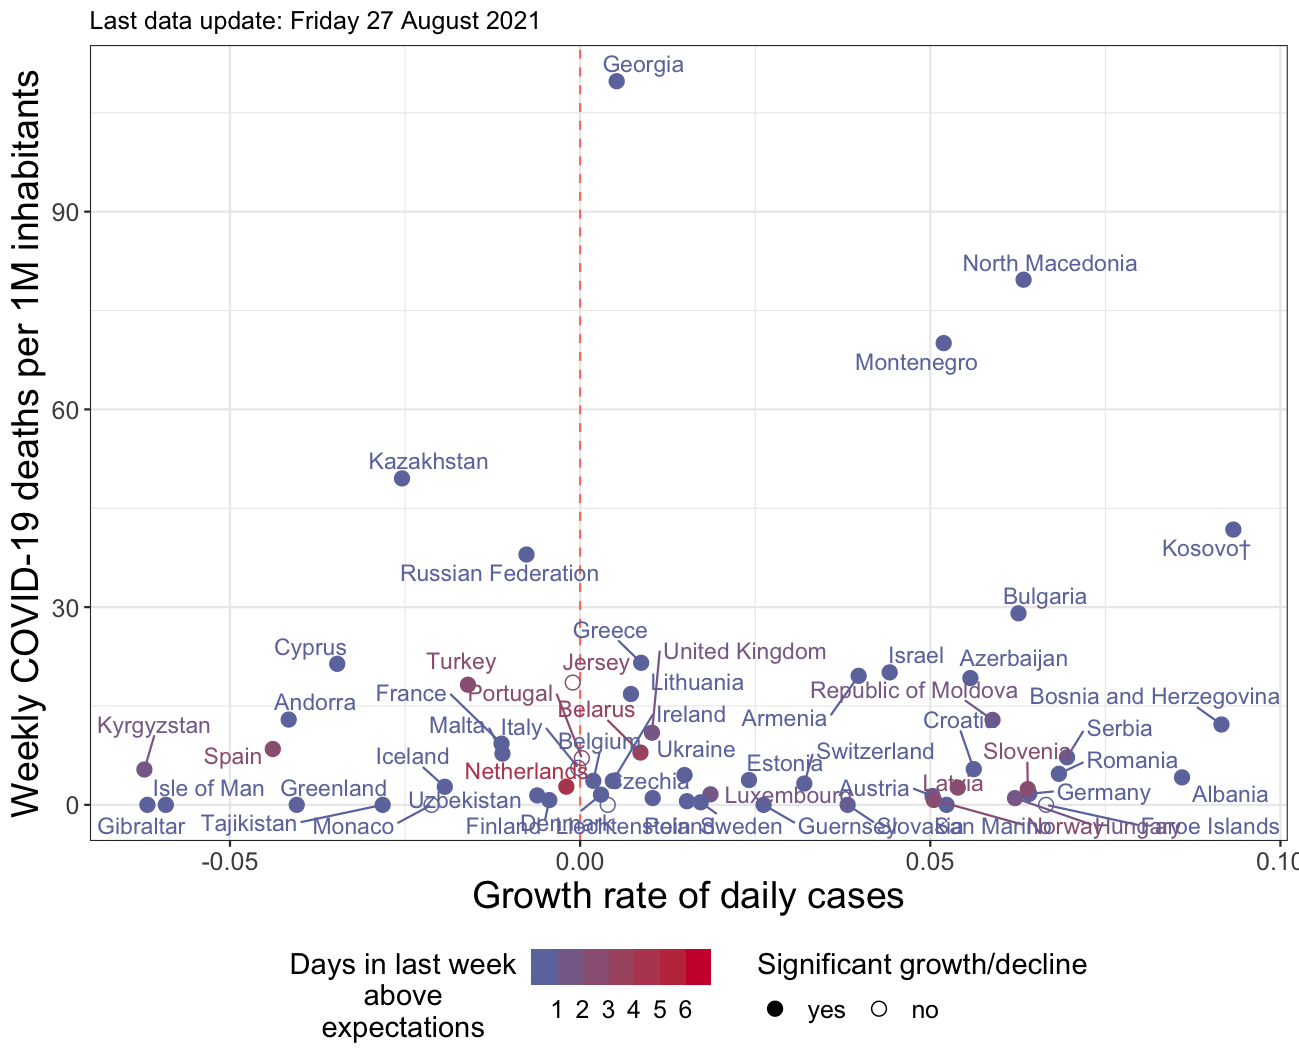 Last data update: Friday 27 August 2021
Weekly COVID-19 deaths per 1M inhabitants
90
60
30
0
Georgia
North Macedonia
Montenegro
Kazakhstan
Kosovo†
Russian Federation
Bulgaria
Greece
Cyprus
United Kingdom
Israel
Azerbaijan
Turkey
Jersey
Lithuania
Republic of Moldova
Bosnia and Herzegovina
France
Portugal
Andorra
Belarus
Ireland
Armenia
Croatia
Kyrgyzstan
Malta
Italy
Serbia
Belgium
Ukraine
Switzerland
Slovenia
Spain
Iceland
Estonia
Romania
Netherlands
Czechia
Latvia
Isle of Man
Greenland
Uzbekistan
Luxembourg
Austria
Germany
Albania
Gibraltar
Tajikistan
Monaco
Finland
Denmark
Liechtenstein
Poland
Sweden
Guernsey
Slovakia
San Marino
Norway
Hungary
Faroe Islands
-0.05
0.00
0.05
0.10
Growth rate of daily cases
Days in last week
above
expectations
1 2 3 4 5 6
Significant growth/decline
yes
no